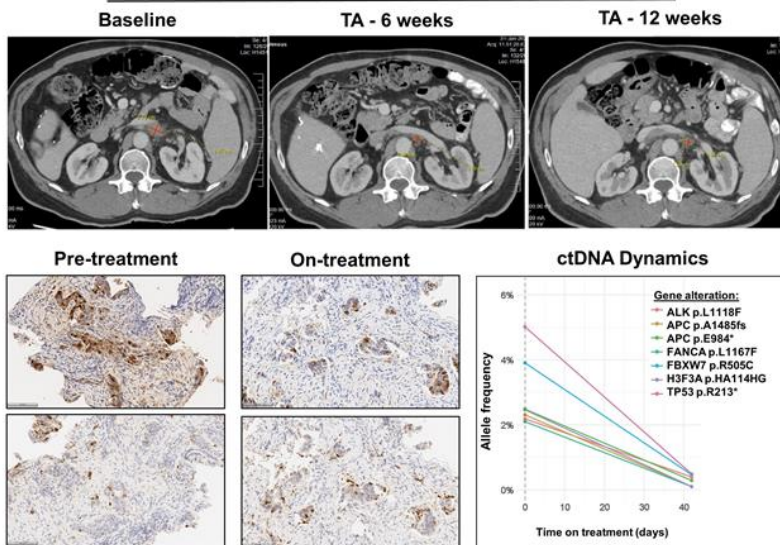 Baseline
TA - 6 weeks
TA - 12 weeks
Pre-treatment
On-treatment
ctDNA Dynamics
Gene alteration:
ALK p.L1118F
APC p.A1485fs
APC p.E984*
FANCA p.L1167F
FBXW7 p.R505C
H3F3A p.HA114HG
TP53 p.R213*
Allele frequency
6%
4%
2%
0%
0
10
20
30
40
Time on treatment (days)